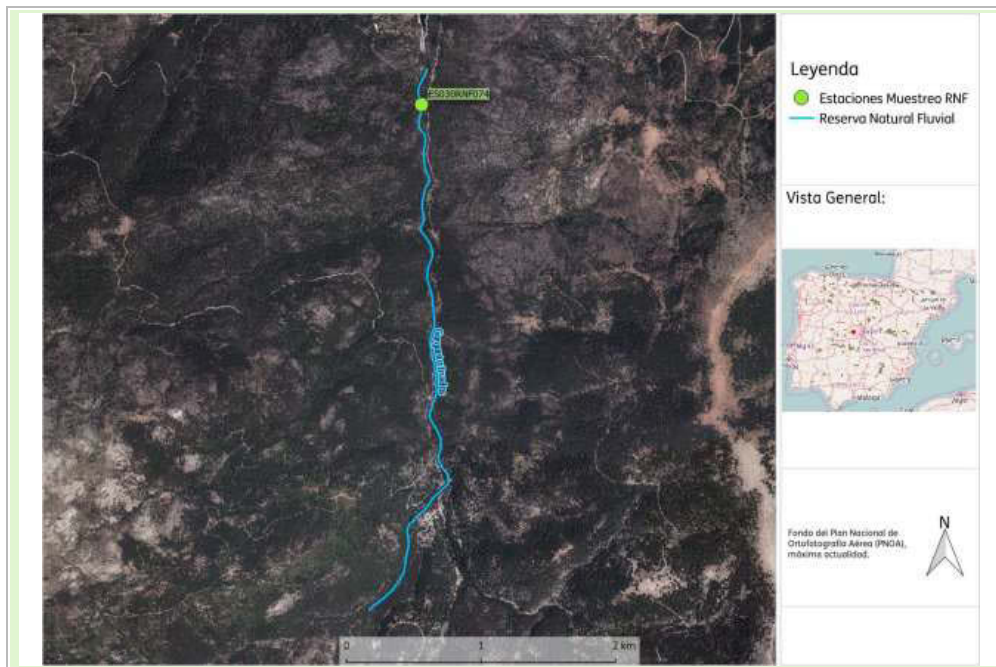 ES030RNF074
Leyenda
Estaciones Muestreo RNF
Reserva Natural Fluvial
Vista General:
N
Fondo del Plan Nacional de
Ortofotografía Aérea (PNOA),
máxima actualidad.
0 1 2 km